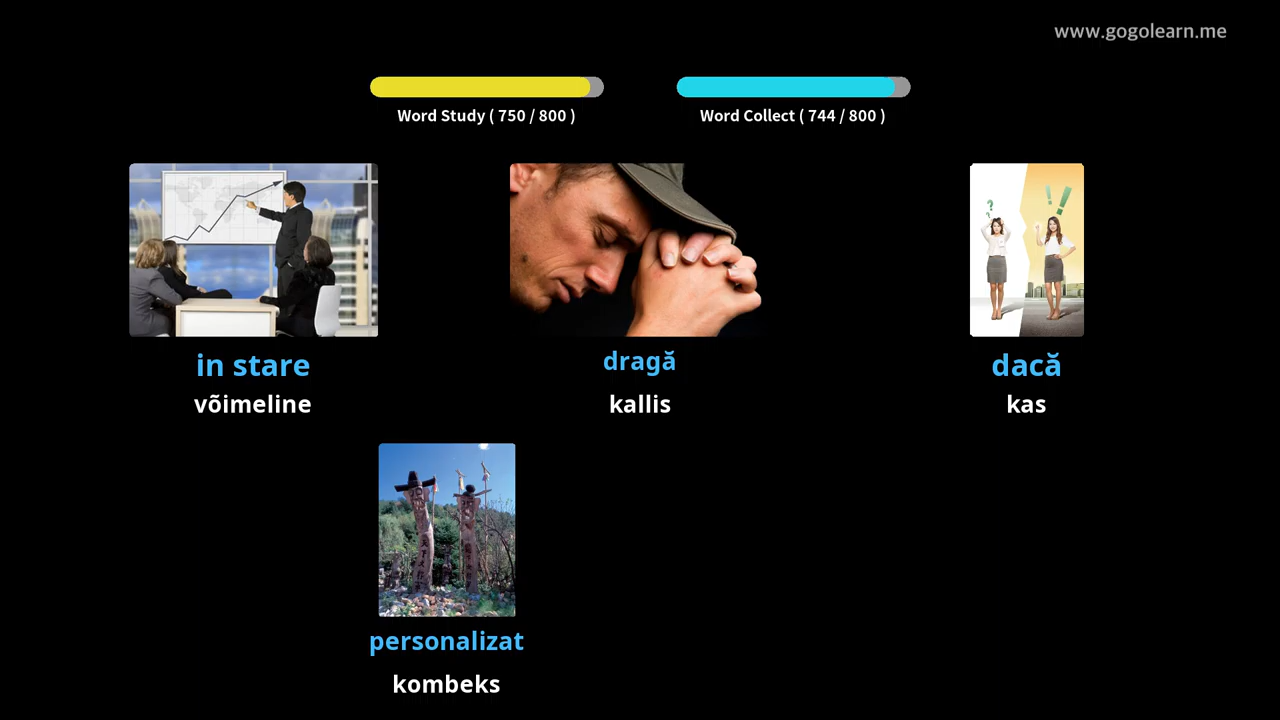 www.gogolearn.me
Word Study ( 750 / 800 )
Word Collect ( 744 / 800 )
in stare
võimeline
dragă
kallis
dacă
kas
personalizat
kombeks